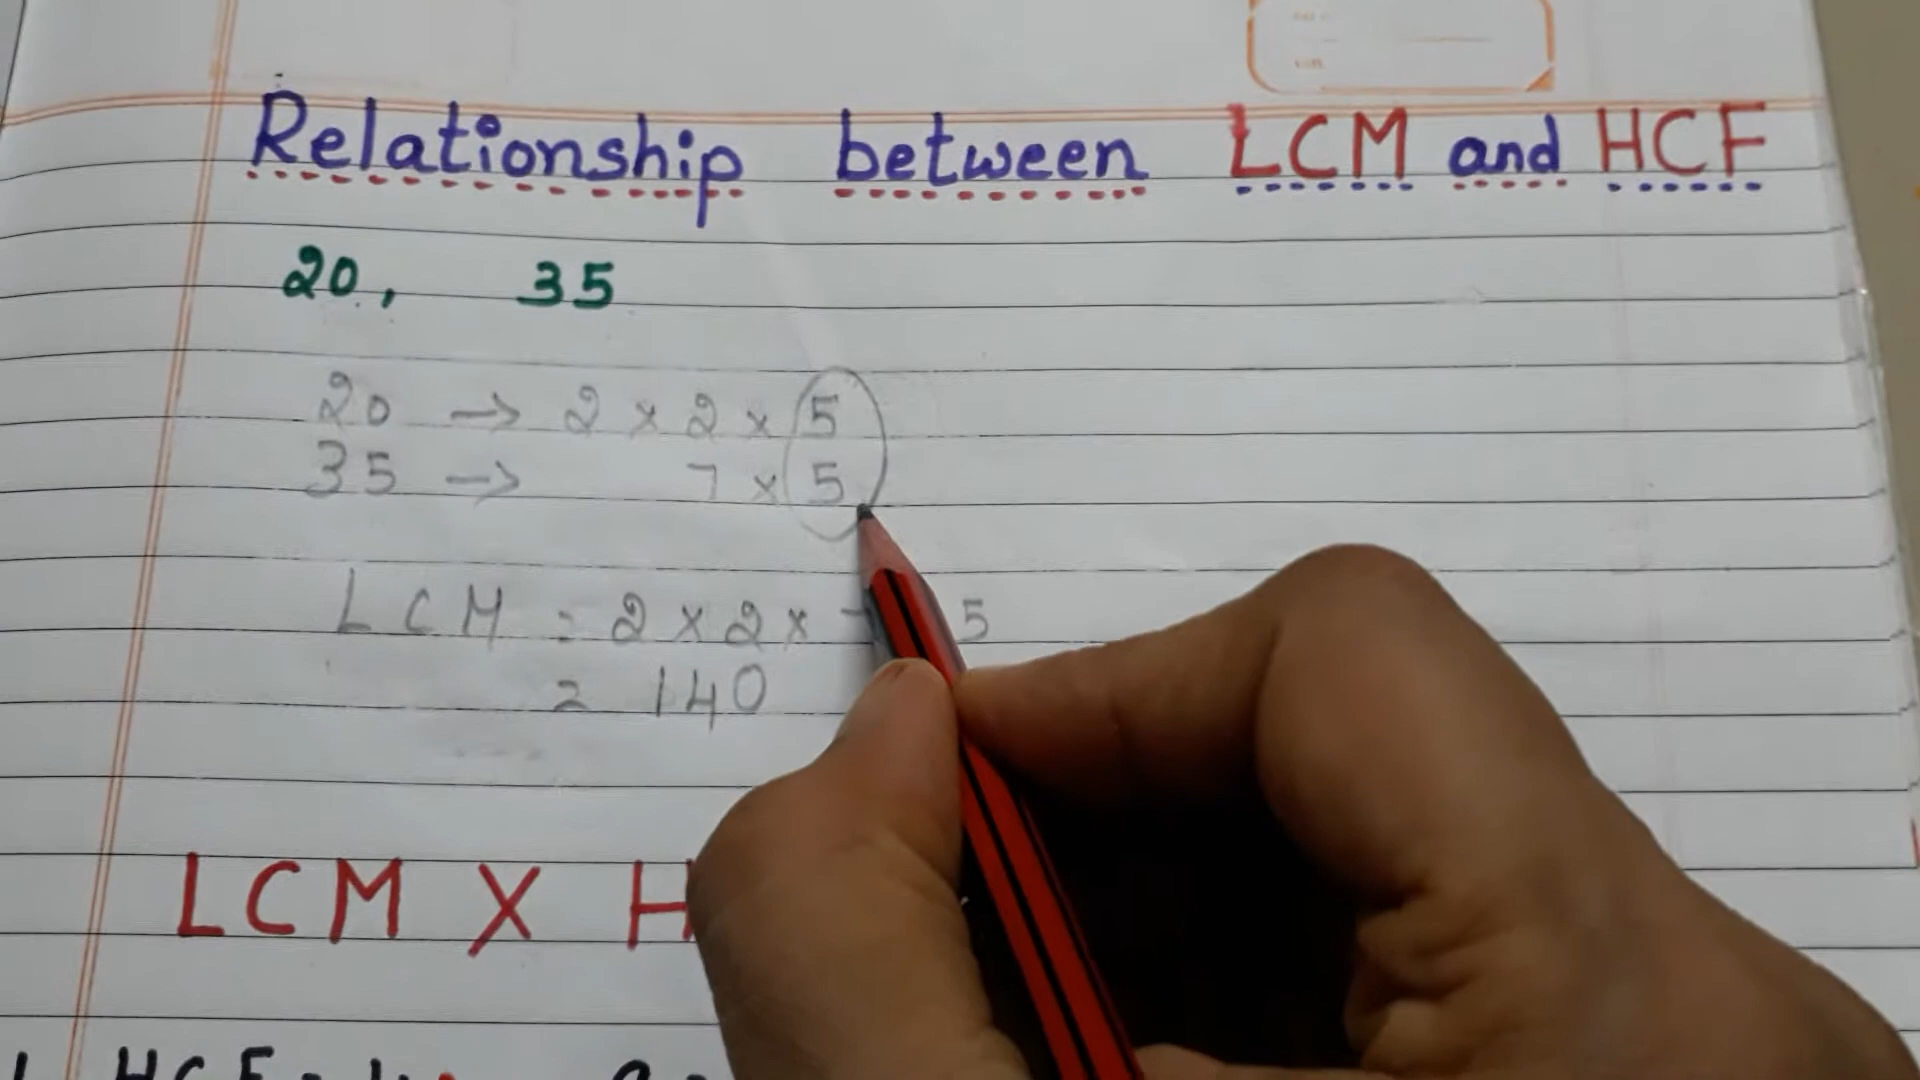 Relationship between LCM and HCF
20, 35
20 → 2 × 2 × 5
35 → 7 × 5
LCM = 2 × 2 × 7 5
= 140
LCM X H